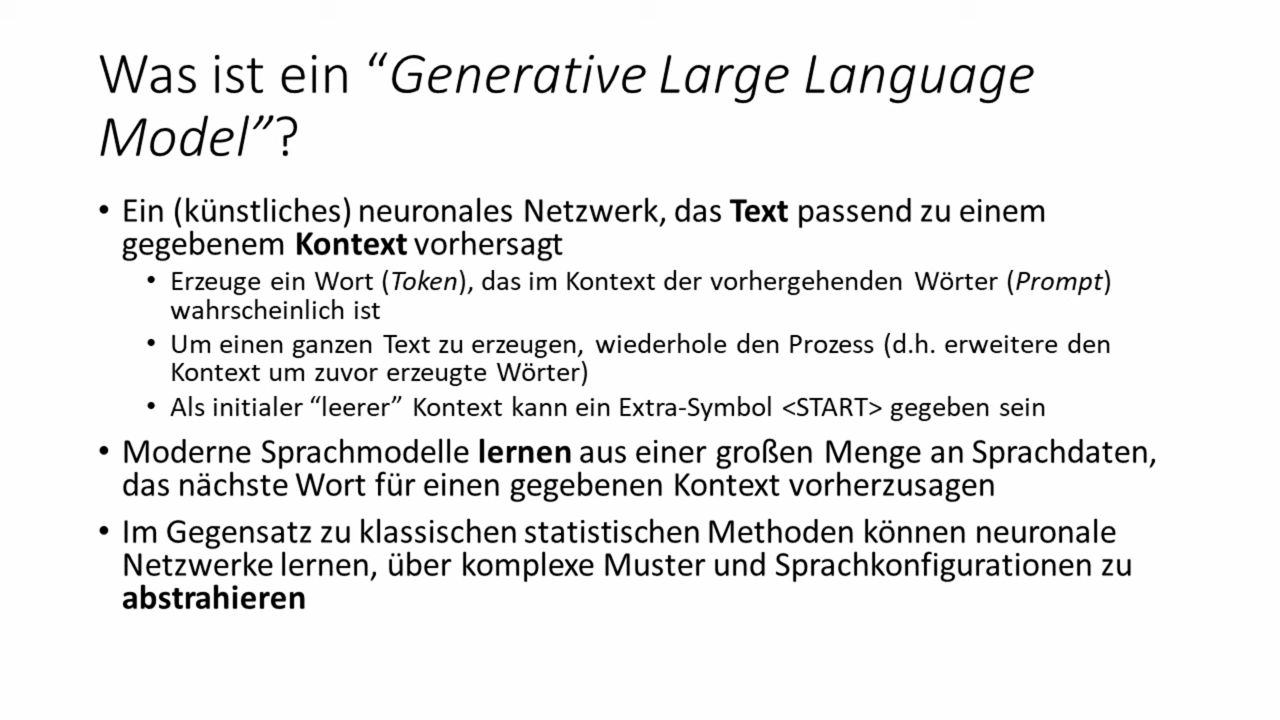 Was ist ein “Generative Large Language
Model”?
• Ein (künstliches) neuronales Netzwerk, das Text passend zu einem
gegebenem Kontext vorhersagt
• Erzeuge ein Wort (Token), das im Kontext der vorhergehenden Wörter (Prompt)
wahrscheinlich ist
• Um einen ganzen Text zu erzeugen, wiederhole den Prozess (d.h. erweitere den
Kontext um zuvor erzeugte Wörter)
• Als initialer “leerer” Kontext kann ein Extra-Symbol <START> gegeben sein
• Moderne Sprachmodelle lernen aus einer großen Menge an Sprachdaten,
das nächste Wort für einen gegebenen Kontext vorherzusagen
• Im Gegensatz zu klassischen statistischen Methoden können neuronale
Netzwerke lernen, über komplexe Muster und Sprachkonfigurationen zu
abstrahieren